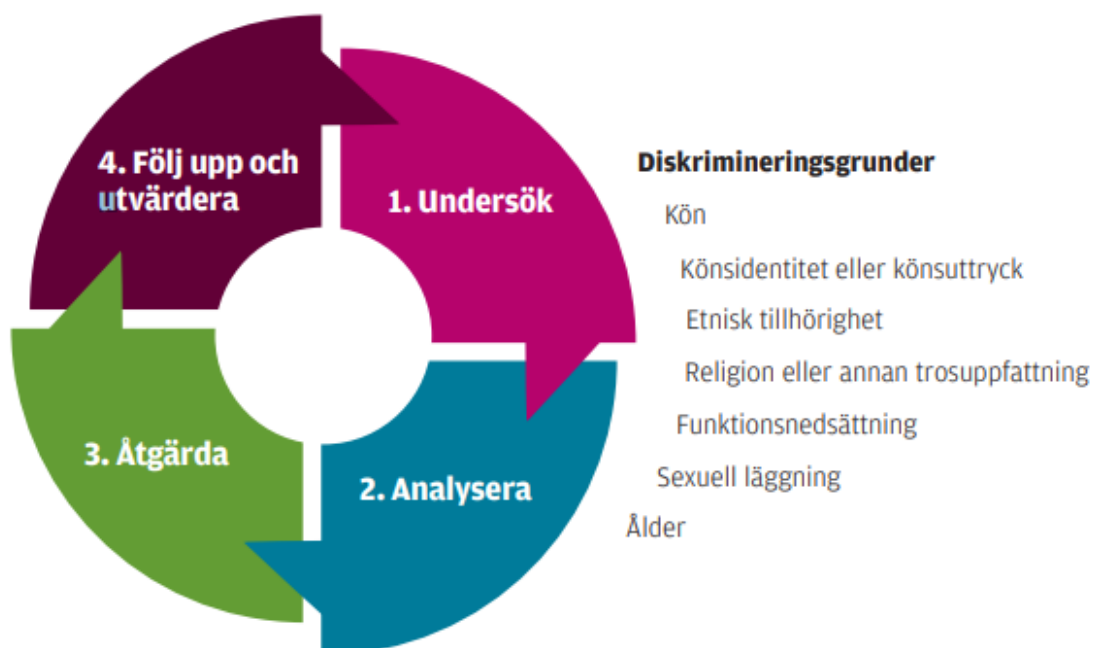 4. Följ upp och
utvärdera
1. Undersök
2. Analysera
3. Åtgärda
Diskrimineringsgrunder
Kön
Könsidentitet eller könsuttryck
Etnisk tillhörighet
Religion eller annan trosuppfattning
Funktionsnedsättning
Sexuell läggning
Ålder